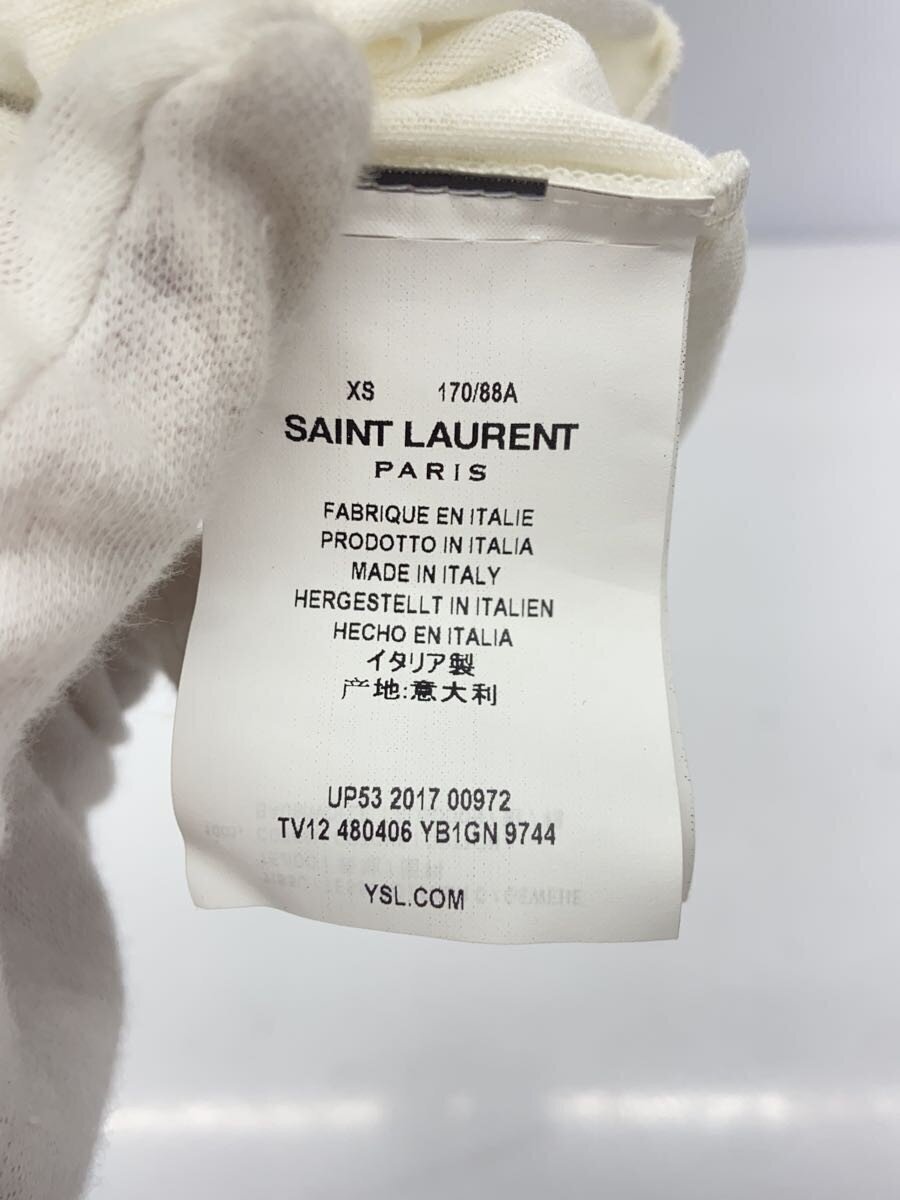 XS 170/88A
SAINT LAURENT
PARIS
FABRIQUE EN ITALIE
PRODOTTO IN ITALIA
MADE IN ITALY
HERGESTELLT IN ITALIEN
HECHO EN ITALIA
イタリア製
产地:意大利
UP53 2017 00972
TV12 480406 YB1GN 9744
YSL.COM